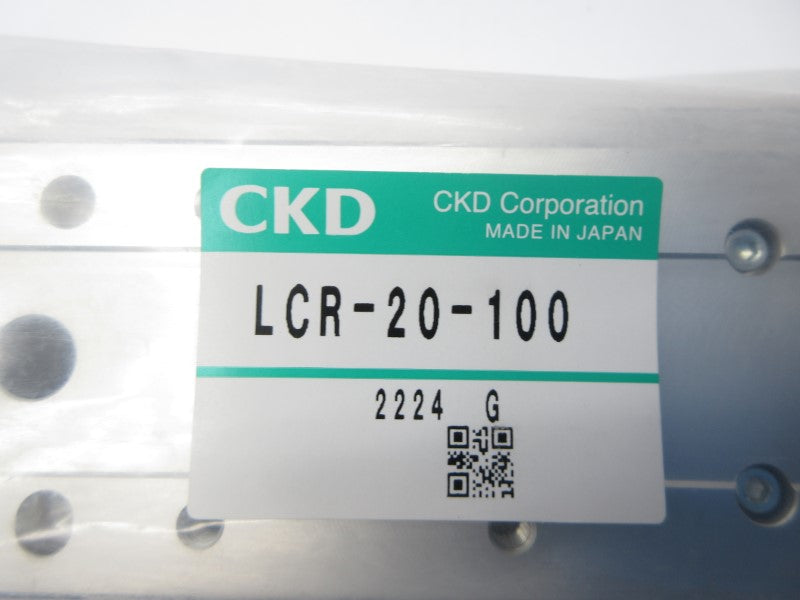 CKD
CKD Corporation
MADE IN JAPAN
LCR-20-100
2224 G